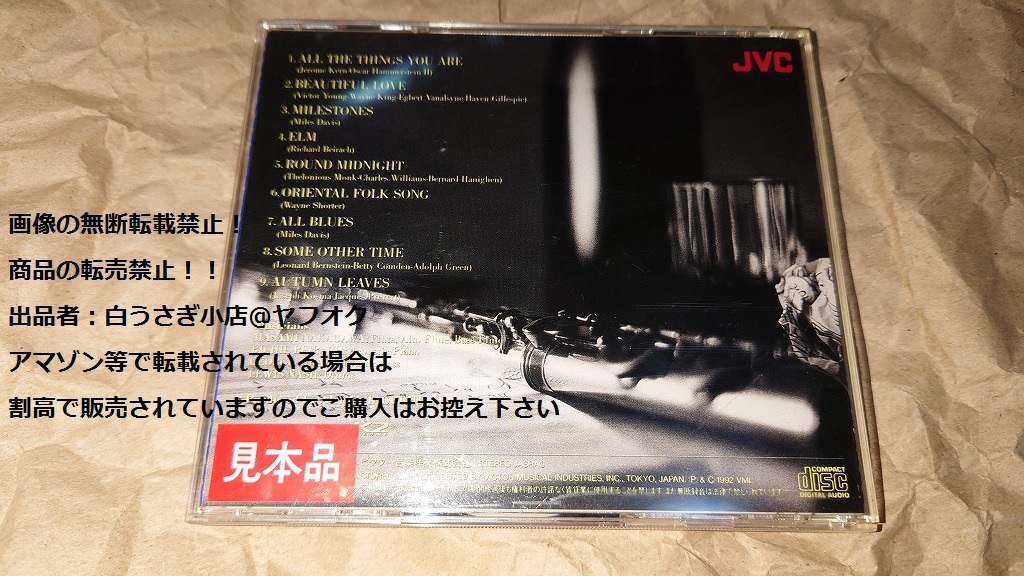 JVC
1. ALL THE THINGS YOU ARE
(Jerome Kern-Oscar Hammerstein II)
2. BEAUTIFUL LOVE
(Victor Young-Wayne King-Egbert Vanalsyne-Haven Gillespie)
3. MILESTONES
(Miles Davis)
4. ELM
(Richard Beirach)
5. ROUND MIDNIGHT
(Thelonious Monk-Charles Williams-Bernard Hanighen)
6. ORIENTAL FOLK SONG
(Wayne Shorter)
7. ALL BLUES
(Miles Davis)
8. SOME OTHER TIME
(Leonard Bernstein-Betty Comden-Adolph Green)
9. AUTUMN LEAVES
(Joseph Kosma-Jacques Prevert)
画像の無断転載禁止！
商品の転売禁止！！
出品者：白うさぎ小店@ヤフオク
アマゾン等で転載されている場合は
割高で販売されていますのでご購入はお控え下さい
見本品
STEREO
VICTOR MUSICAL INDUSTRIES, INC., TOKYO, JAPAN. P & C 1992 VMI.
COMPACT
disc
DIGITAL AUDIO